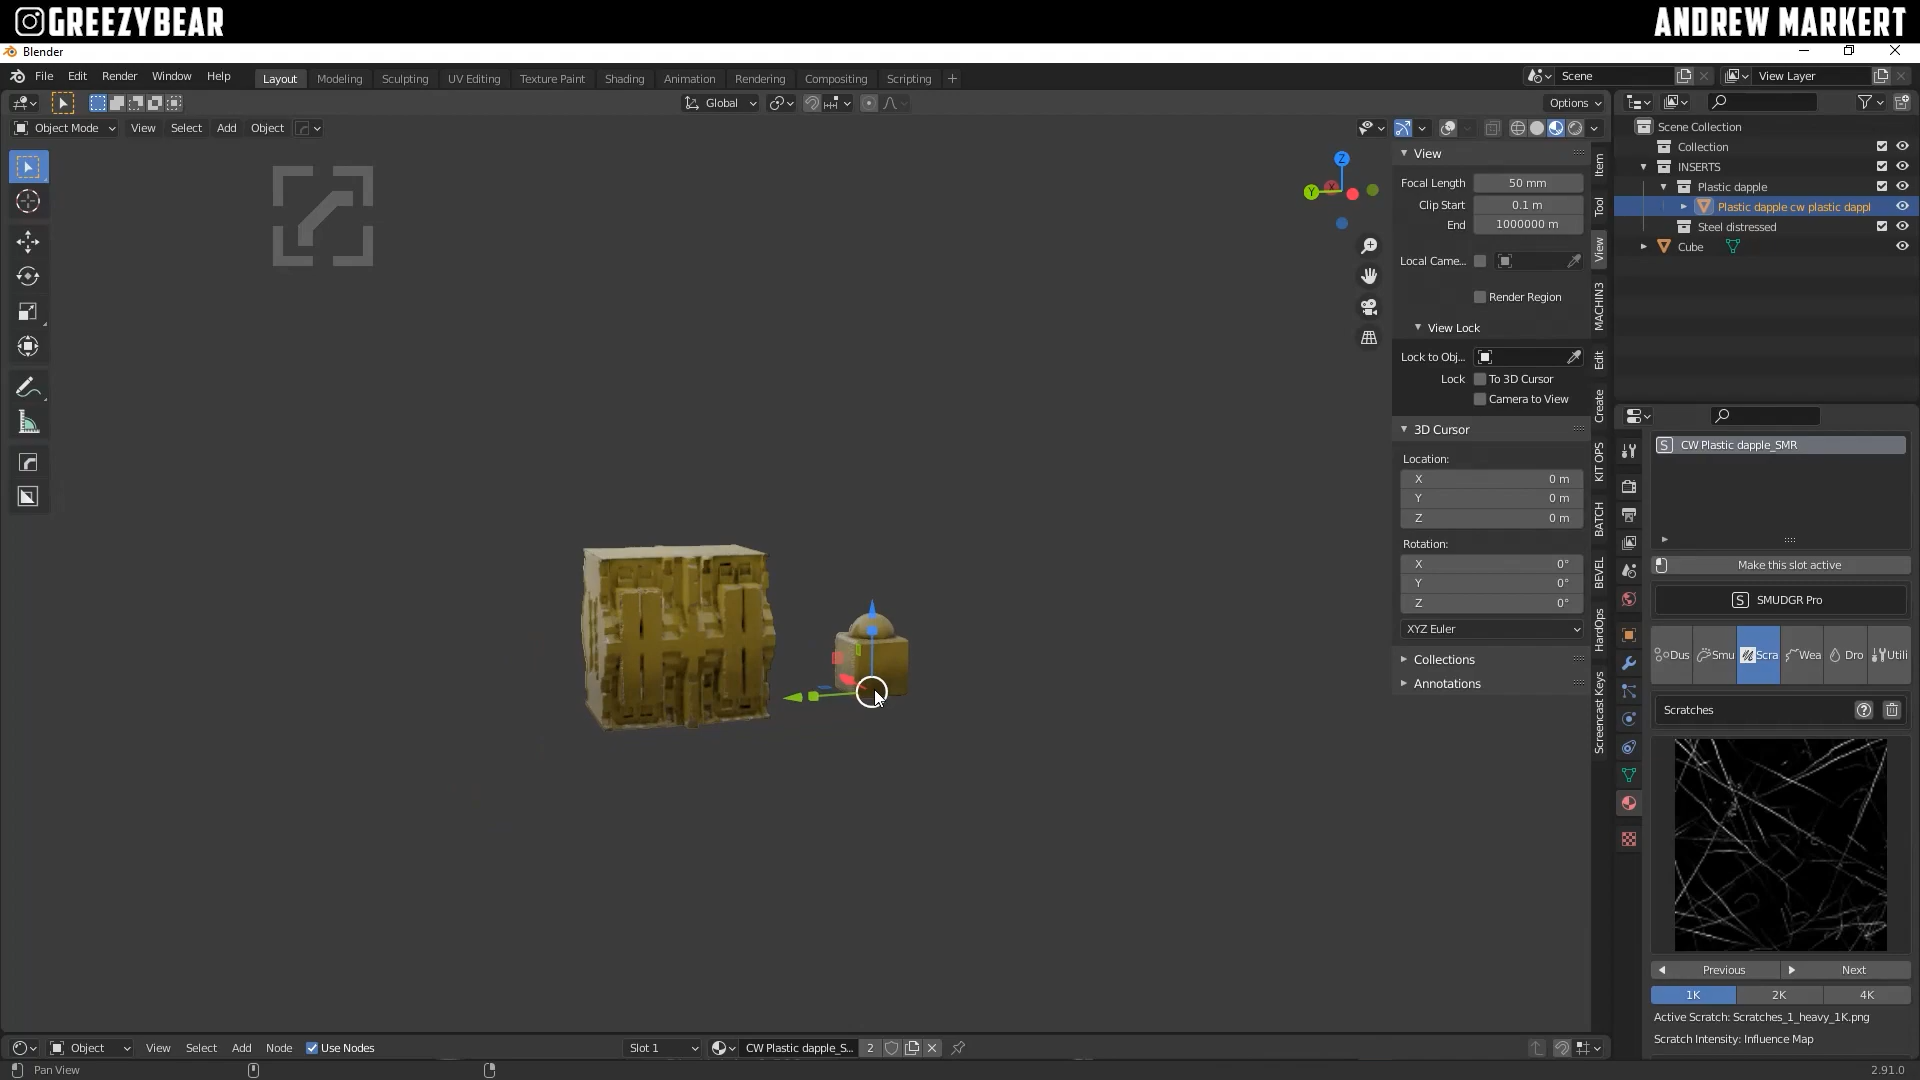 GREEZYBEAR
ANDREW MARKERT
Blender
File Edit Render Window Help
Layout Modeling Sculpting UV Editing Texture Paint Shading Animation Rendering Compositing Scripting +
Scene
View Layer
Global
Options
Object Mode View Select Add Object
Z
Y
X
View
Focal Length 50 mm
Clip Start 0.1 m
End 1000000 m
Local Came...
Render Region
View Lock
Lock to Obj...
Lock To 3D Cursor
Camera to View
3D Cursor
Location:
X 0 m
Y 0 m
Z 0 m
Rotation:
X 0°
Y 0°
Z 0°
XYZ Euler
Collections
Annotations
Item
Tool
View
MACHIN3
Edit
Create
KIT OPS
BATCH
BEVEL
HardOps
Screencast Keys
Scene Collection
Collection
INSERTS
Plastic dapple
Plastic dapple cw plastic dappl
Steel distressed
Cube
S CW Plastic dapple_SMR
Make this slot active
S SMUDGR Pro
Dus Smu Scra Wea Dro Utili
Scratches
Previous Next
1K 2K 4K
Active Scratch: Scratches_1_heavy_1K.png
Scratch Intensity: Influence Map
Object View Select Add Node Use Nodes
Slot 1
CW Plastic dapple_S... 2
Pan View
2.91.0